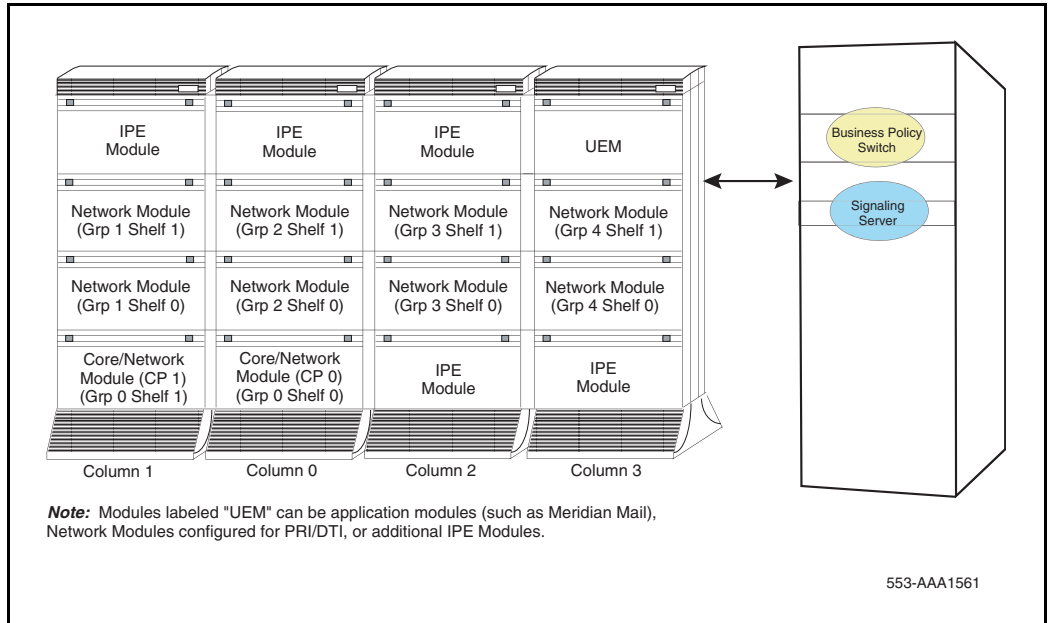 IPE
Module
IPE
Module
IPE
Module
UEM
Network Module
(Grp 1 Shelf 1)
Network Module
(Grp 2 Shelf 1)
Network Module
(Grp 3 Shelf 1)
Network Module
(Grp 4 Shelf 1)
Network Module
(Grp 1 Shelf 0)
Network Module
(Grp 2 Shelf 0)
Network Module
(Grp 3 Shelf 0)
Network Module
(Grp 4 Shelf 0)
Core/Network
Module (CP 1)
(Grp 0 Shelf 1)
Core/Network
Module (CP 0)
(Grp 0 Shelf 0)
IPE
Module
IPE
Module
Column 1
Column 0
Column 2
Column 3
Business Policy
Switch
Signaling
Server
Note: Modules labeled "UEM" can be application modules (such as Meridian Mail),
Network Modules configured for PRI/DTI, or additional IPE Modules.
553-AAA1561